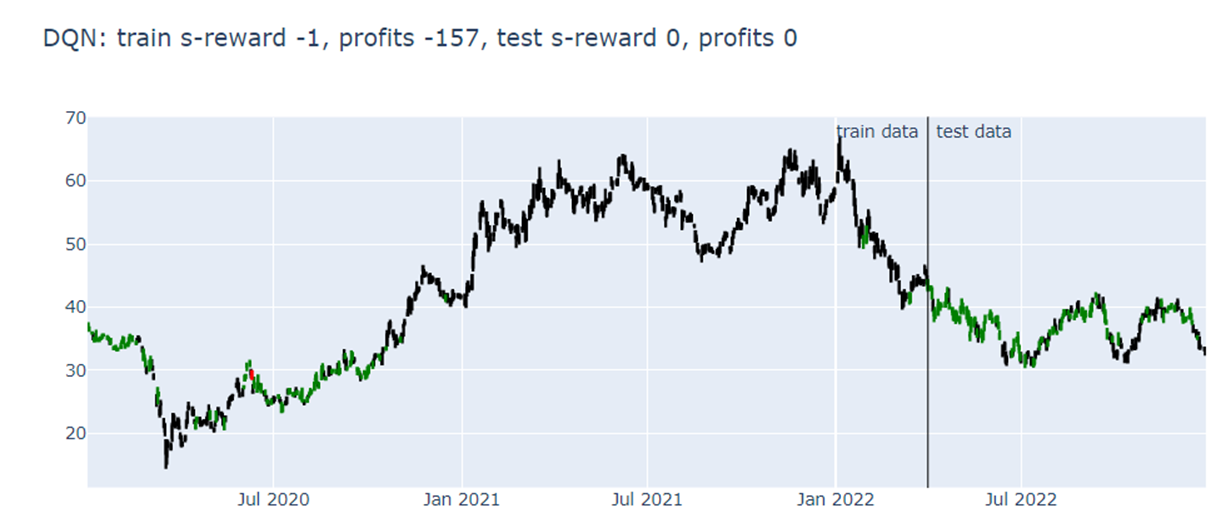 DQN: train s-reward -1, profits -157, test s-reward 0, profits 0
70
train data test data
60
50
40
30
20
Jul 2020 Jan 2021 Jul 2021 Jan 2022 Jul 2022